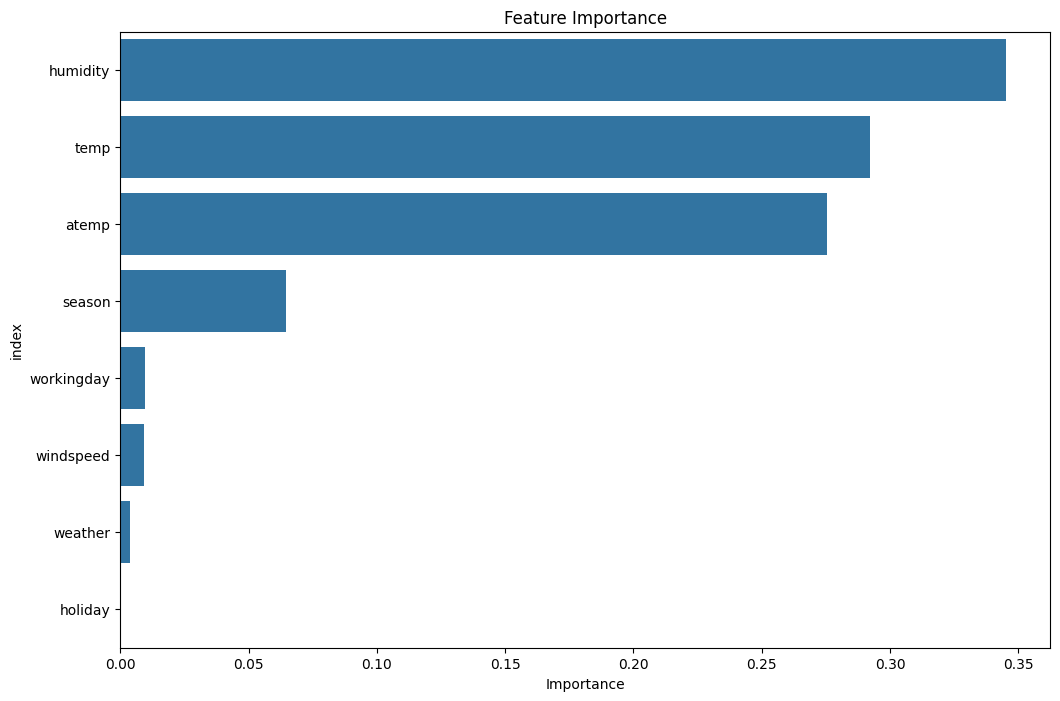 Feature Importance
humidity
temp
atemp
season
workingday
windspeed
weather
holiday
index
0.00 0.05 0.10 0.15 0.20 0.25 0.30 0.35
Importance